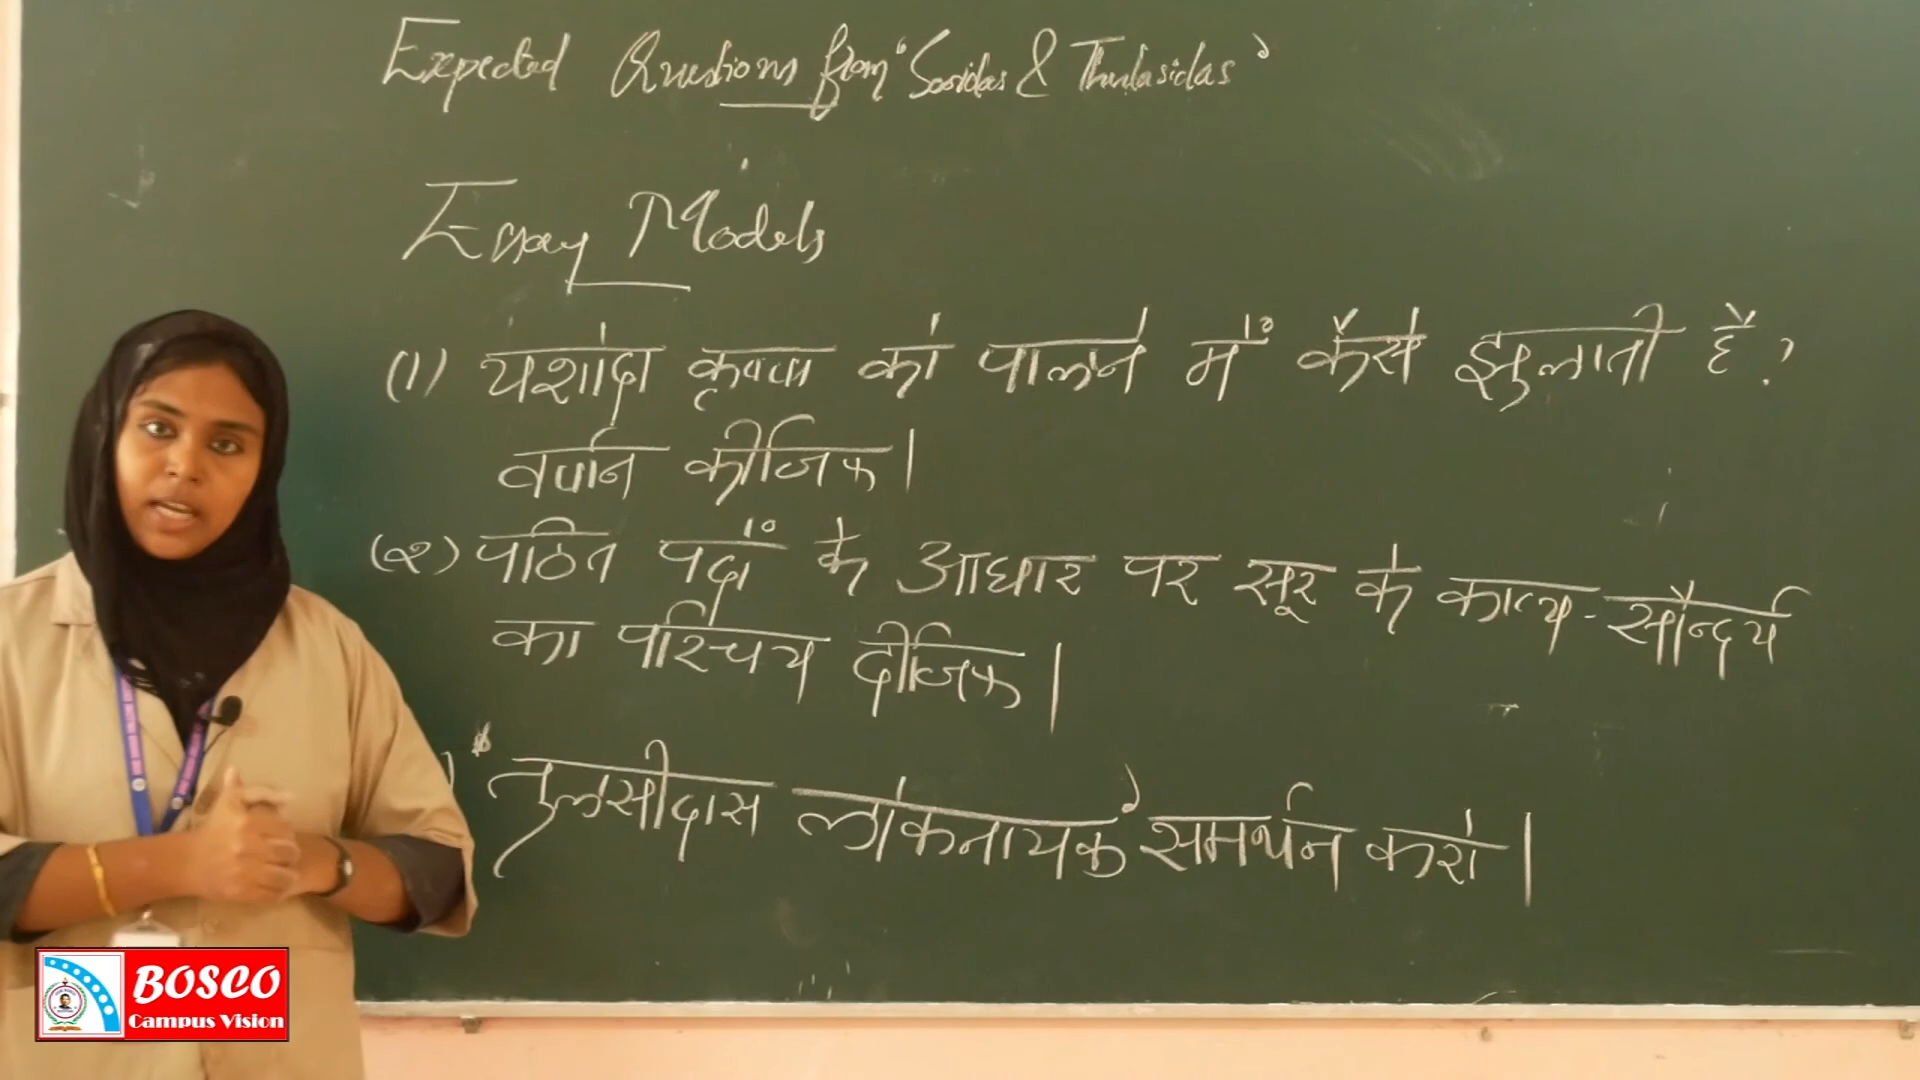 Expected Questions from 'Soordas & Thulasidas'
Essay Models
(1) यशोदा कृष्ण को पालने में कैसे झुलाती है?
वर्णन कीजिए।
(२) पठित पदों के आधार पर सूर के काव्य-सौन्दर्य
का परिचय दीजिए।
) 'तुलसीदास लोकनायक' समर्थन करो।
BOSCO
Campus Vision